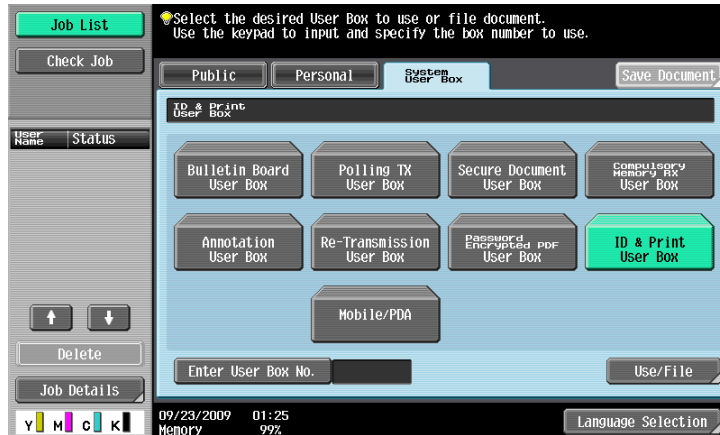 Job List
Check Job
User Name
Status
Delete
Job Details
Y M C K
Select the desired User Box to use or file document.
Use the keypad to input and specify the box number to use.
Public
Personal
System
User Box
Save Document
ID & Print
User Box
Bulletin Board
User Box
Polling TX
User Box
Secure Document
User Box
Compulsory
Memory RX
User Box
Annotation
User Box
Re-Transmission
User Box
Password
Encrypted PDF
User Box
ID & Print
User Box
Mobile/PDA
Enter User Box No.
Use/File
09/23/2009 01:25
Memory 99%
Language Selection